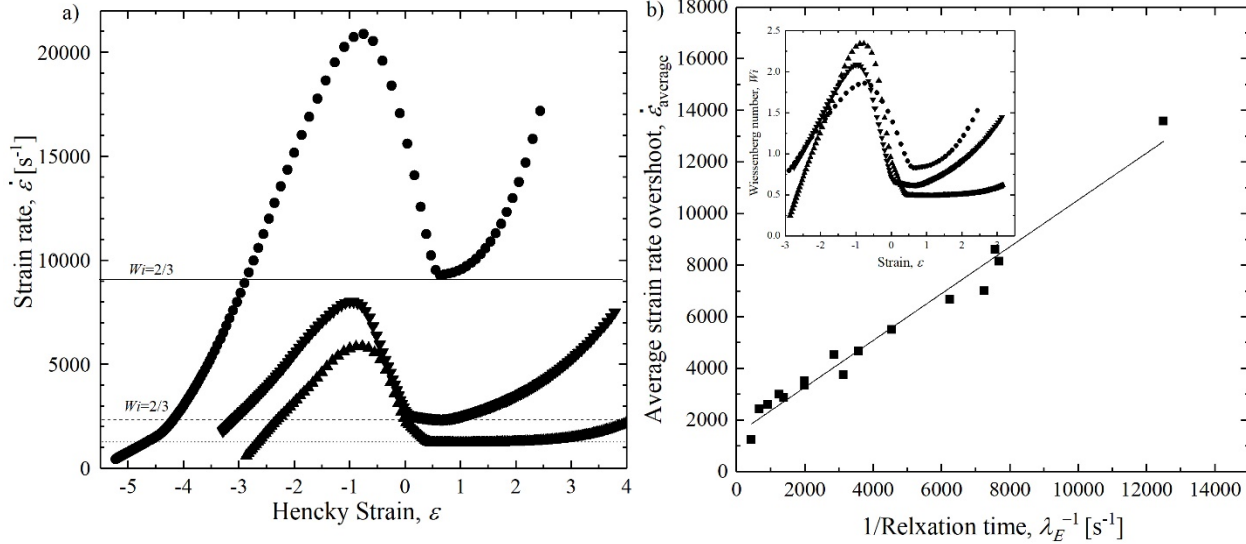 a)
20000
15000
10000
5000
0
Strain rate, ε̇ [s⁻¹]
Wi=2/3
Wi=2/3
-5 -4 -3 -2 -1 0 1 2 3 4
Hencky Strain, ε
b)
18000
16000
14000
12000
10000
8000
6000
4000
2000
0
Average strain rate overshoot, ε̇average
2.5
2.0
1.5
1.0
0.5
0.0
Wiessenberg number, Wi
-3 -2 -1 0 1 2 3
Strain, ε
0 2000 4000 6000 8000 10000 12000 14000
1/Relxation time, λE⁻¹ [s⁻¹]